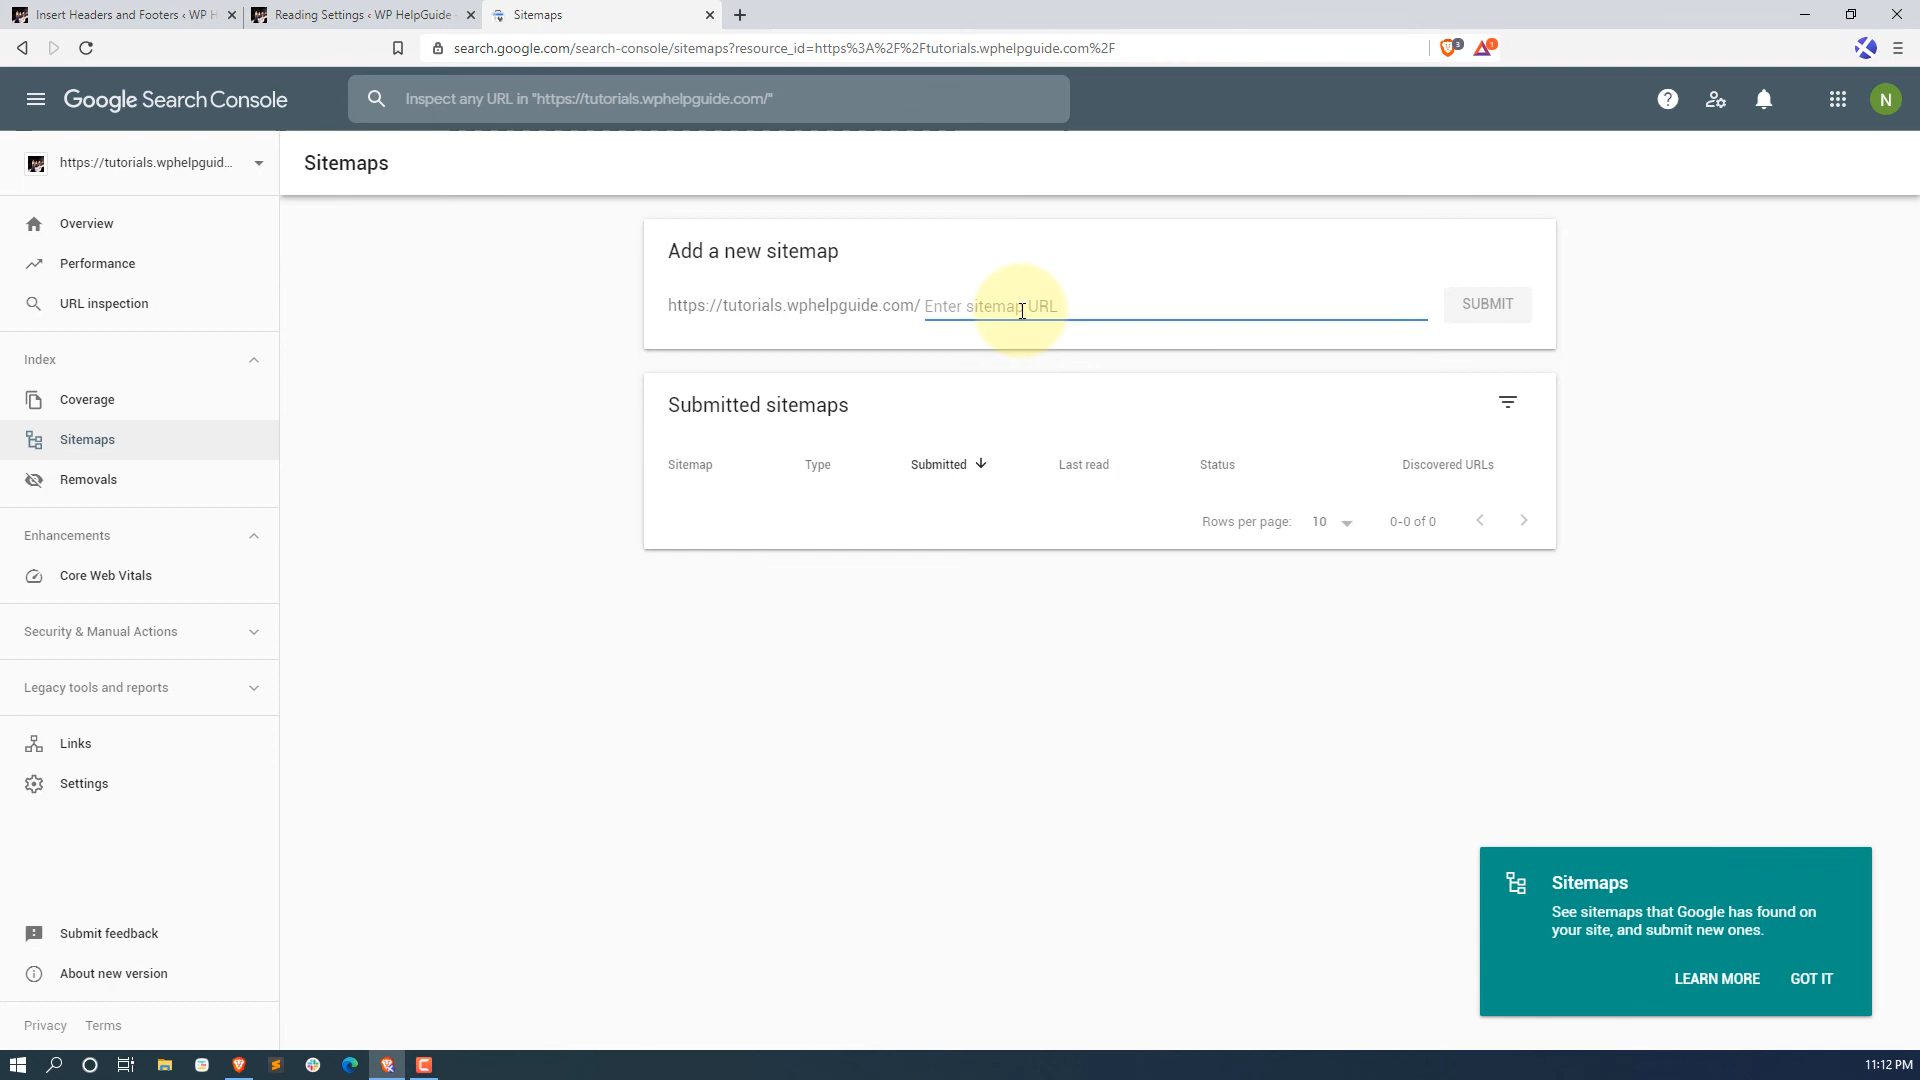 Insert Headers and Footers ‹ WP H
Reading Settings ‹ WP HelpGuide -
Sitemaps
search.google.com/search-console/sitemaps?resource_id=https%3A%2F%2Ftutorials.wphelpguide.com%2F
3
1
Google Search Console
Inspect any URL in "https://tutorials.wphelpguide.com/"
N
https://tutorials.wphelpguid...
Sitemaps
Overview
Performance
URL inspection
Index
Coverage
Sitemaps
Removals
Enhancements
Core Web Vitals
Security & Manual Actions
Legacy tools and reports
Links
Settings
Submit feedback
About new version
Privacy Terms
Add a new sitemap
https://tutorials.wphelpguide.com/ Enter sitemap URL
SUBMIT
Submitted sitemaps
Sitemap Type Submitted Last read Status Discovered URLs
Rows per page: 10 0-0 of 0
Sitemaps
See sitemaps that Google has found on
your site, and submit new ones.
LEARN MORE GOT IT
11:12 PM